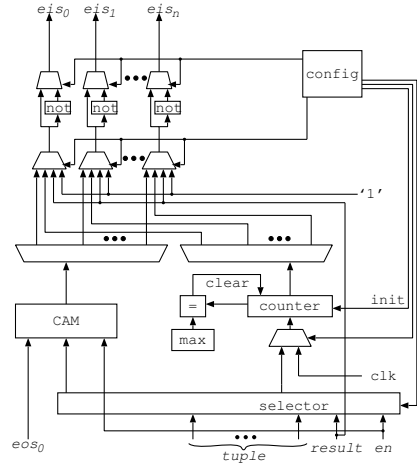 eis0 eis1 eisn
config
not not not
'1'
clear
= counter init
CAM
max
clk
selector
eos0 tuple result en